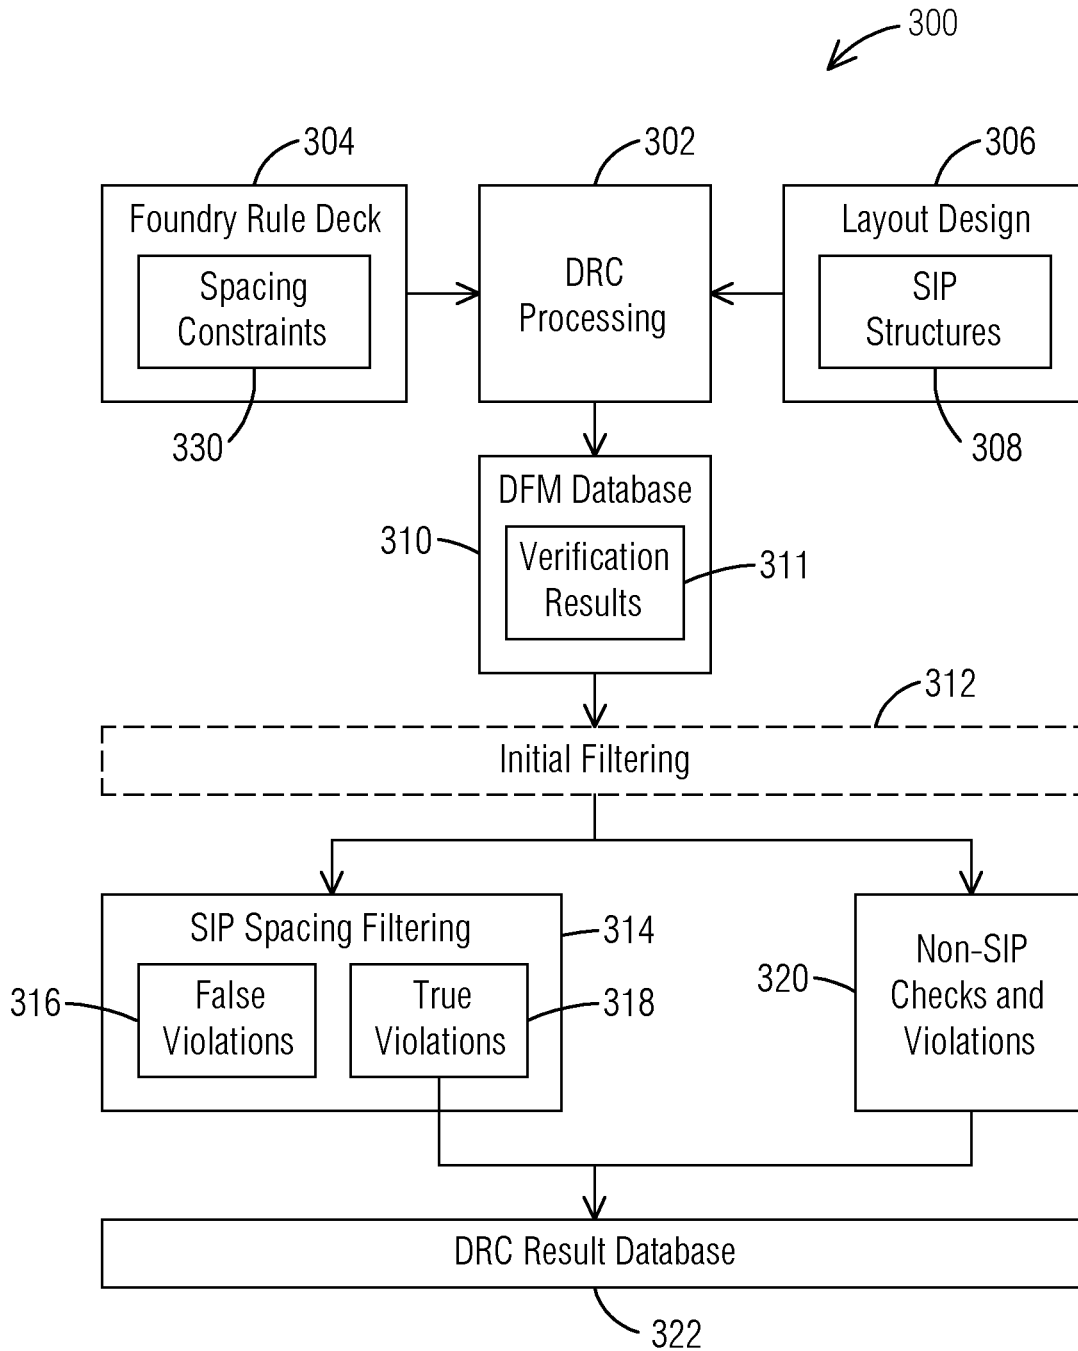 300
304
302
306
Foundry Rule Deck
Spacing
Constraints
DRC
Processing
Layout Design
SIP
Structures
330
308
DFM Database
310
Verification
Results
311
312
Initial Filtering
SIP Spacing Filtering
314
316
False
Violations
True
Violations
318
320
Non-SIP
Checks and
Violations
DRC Result Database
322